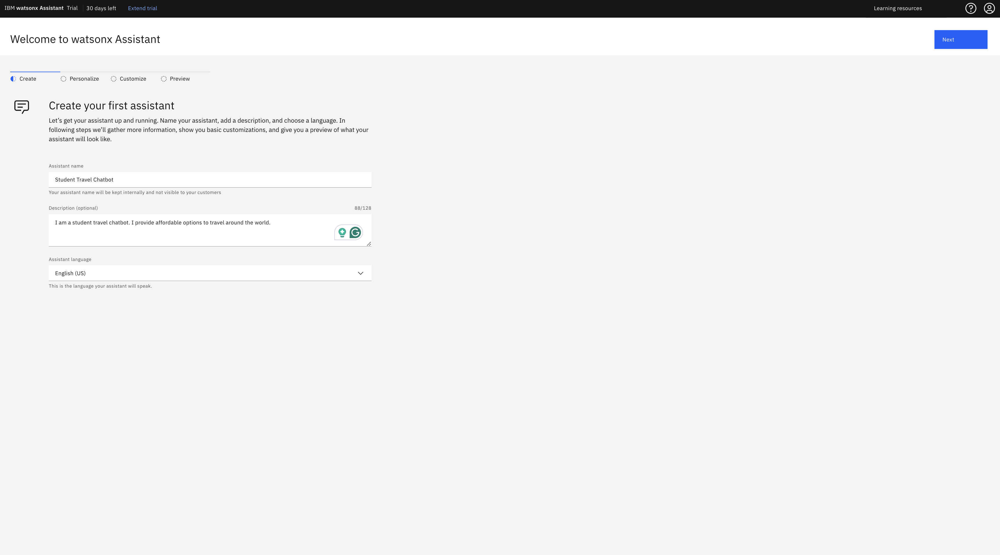 IBM watsonx Assistant Trial 30 days left Extend trial Learning resources
Welcome to watsonx Assistant
Next
Create Personalize Customize Preview
Create your first assistant
Let’s get your assistant up and running. Name your assistant, add a description, and choose a language. In
following steps we’ll gather more information, show you basic customizations, and give you a preview of what your
assistant will look like.
Assistant name
Student Travel Chatbot
Your assistant name will be kept internally and not visible to your customers
Description (optional) 88/128
I am a student travel chatbot. I provide affordable options to travel around the world.
Assistant language
English (US)
This is the language your assistant will speak.